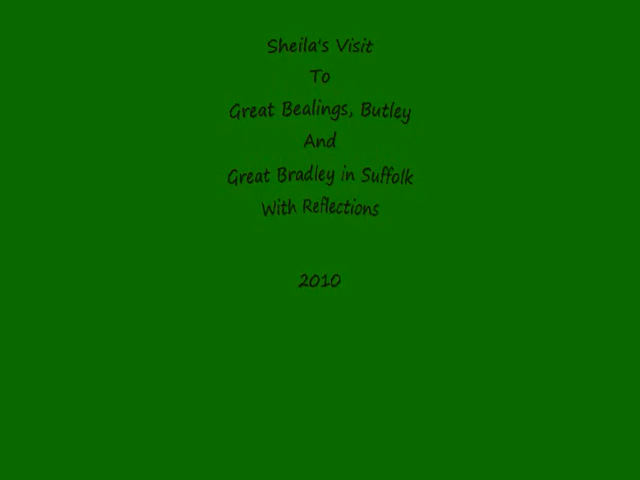 Sheila's Visit
To
Great Bealings, Butley
And
Great Bradley in Suffolk
With Reflections
2010